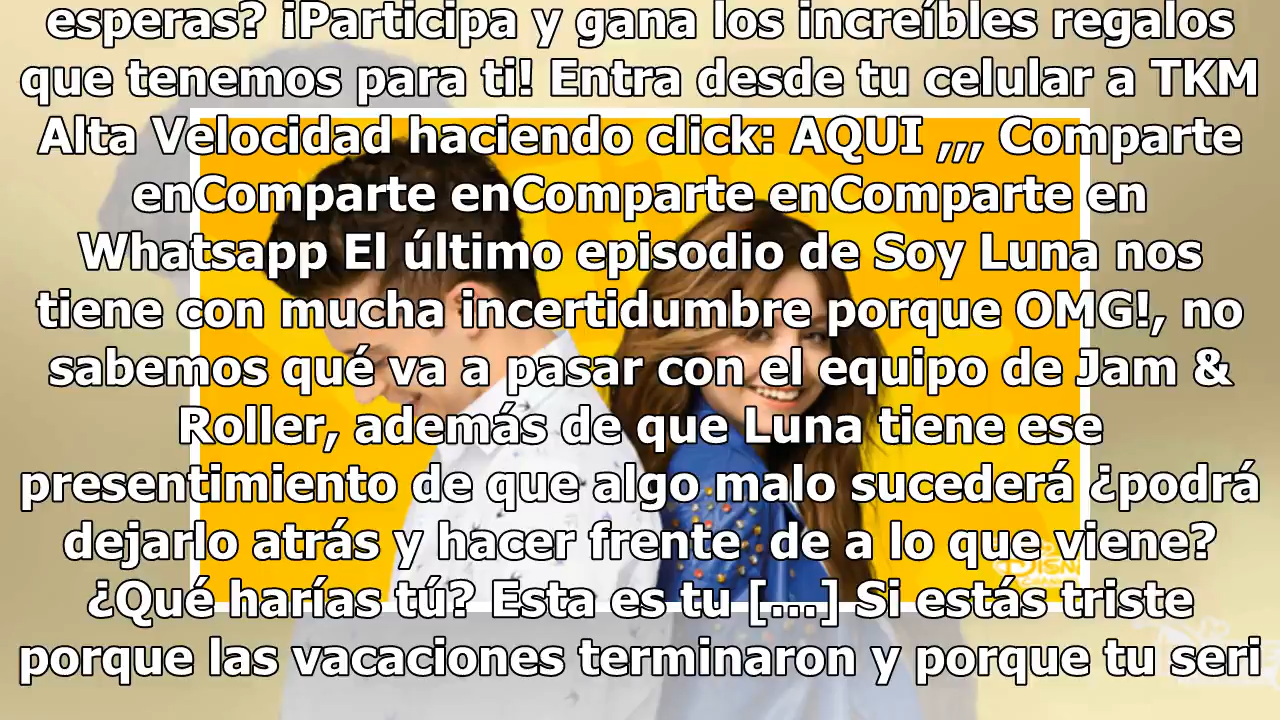 esperas? ¡Participa y gana los increíbles regalos
que tenemos para ti! Entra desde tu celular a TKM
Alta Velocidad haciendo click: AQUI ,,, Comparte
enComparte enComparte enComparte en
Whatsapp El último episodio de Soy Luna nos
tiene con mucha incertidumbre porque OMG!, no
sabemos qué va a pasar con el equipo de Jam &
Roller, además de que Luna tiene ese
presentimiento de que algo malo sucederá ¿podrá
dejarlo atrás y hacer frente  de a lo que viene?
¿Qué harías tú? Esta es tu [...] Si estás triste
porque las vacaciones terminaron y porque tu seri